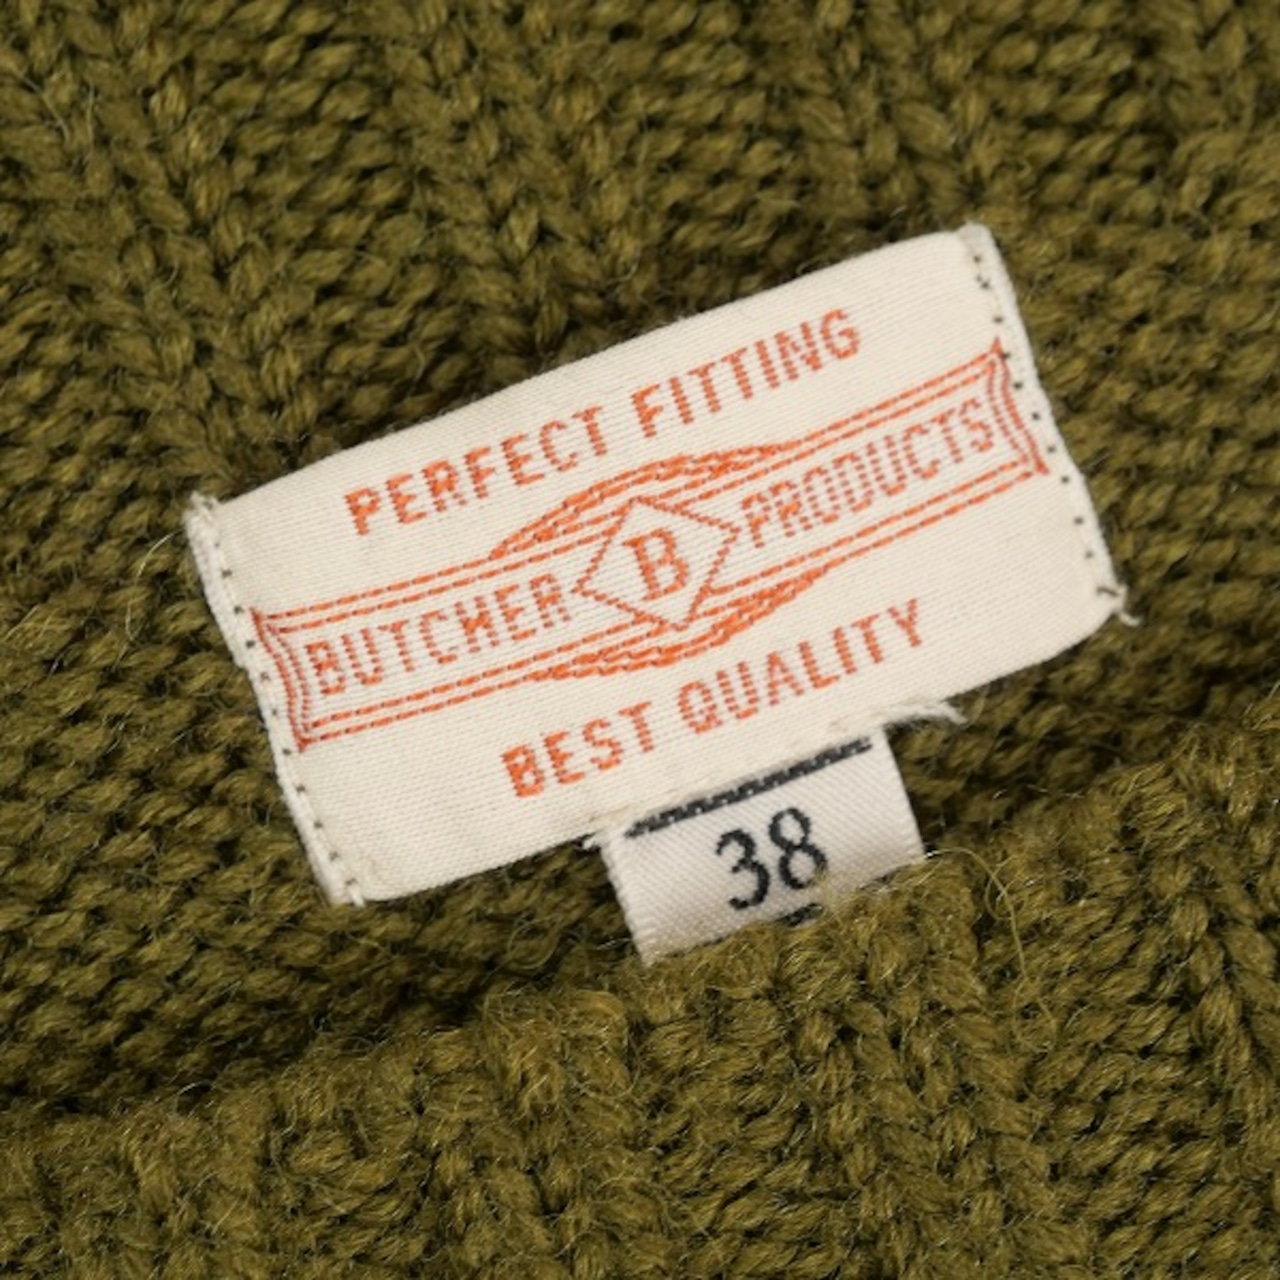 PERFECT FITTING
BUTCHER B PRODUCTS
BEST QUALITY
38